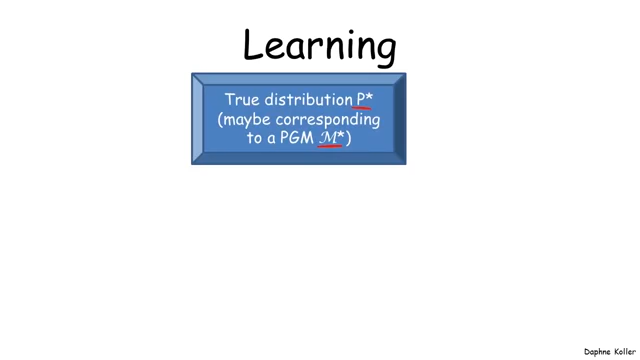 Learning
True distribution P*
(maybe corresponding
to a PGM ℳ*)
Daphne Koller